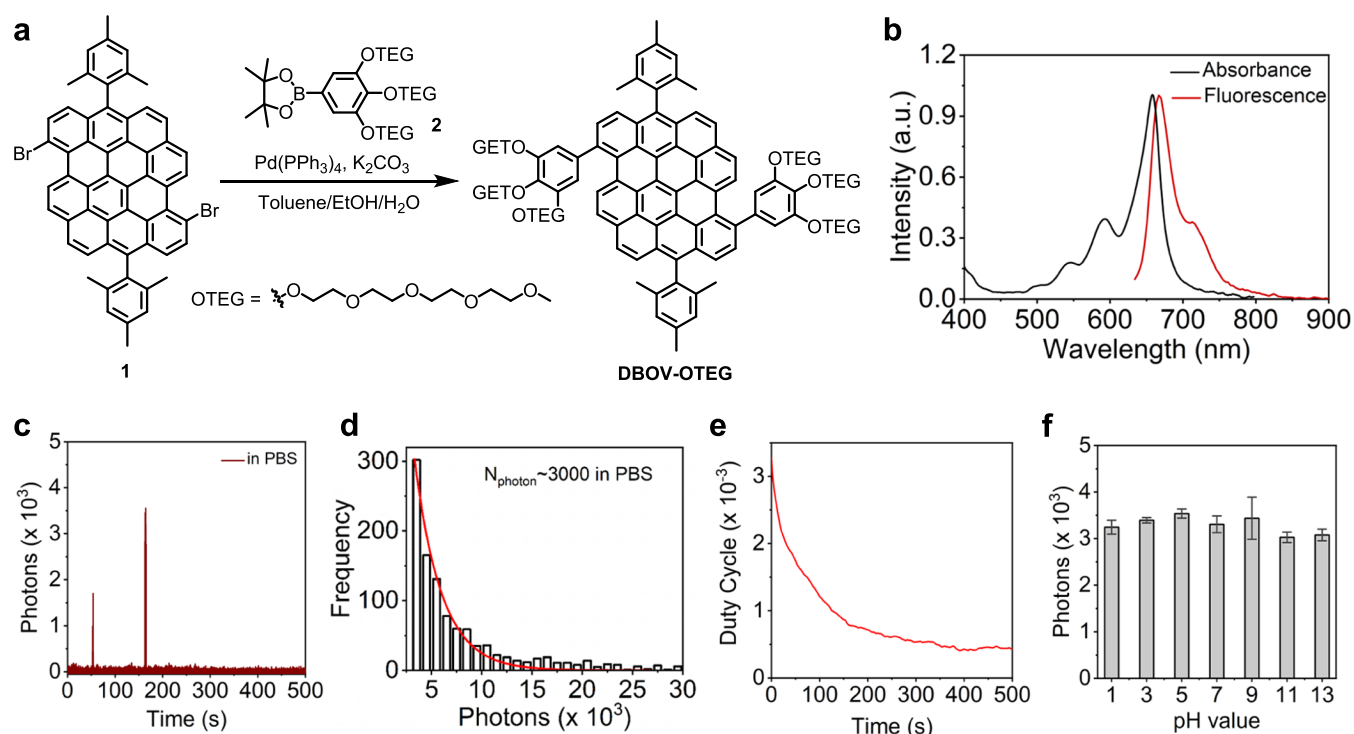 a
Br
Br
1
O
O
B
OTEG
OTEG
OTEG
2
Pd(PPh3)4, K2CO3
Toluene/EtOH/H2O
OTEG =
O
O
O
O
O
GETO
GETO
OTEG
OTEG
OTEG
OTEG
DBOV-OTEG
b
Intensity (a.u.)
1.2
0.9
0.6
0.3
0.0
Absorbance
Fluorescence
400 500 600 700 800 900
Wavelength (nm)
c
Photons (x 10³)
5
4
3
2
1
0
in PBS
0 100 200 300 400 500
Time (s)
d
Frequency
300
200
100
0
Nphoton~3000 in PBS
5 10 15 20 25 30
Photons (x 10³)
e
Duty Cycle (x 10⁻³)
3
2
1
0
0 100 200 300 400 500
Time (s)
f
Photons (x 10³)
5
4
3
2
1
0
1 3 5 7 9 11 13
pH value